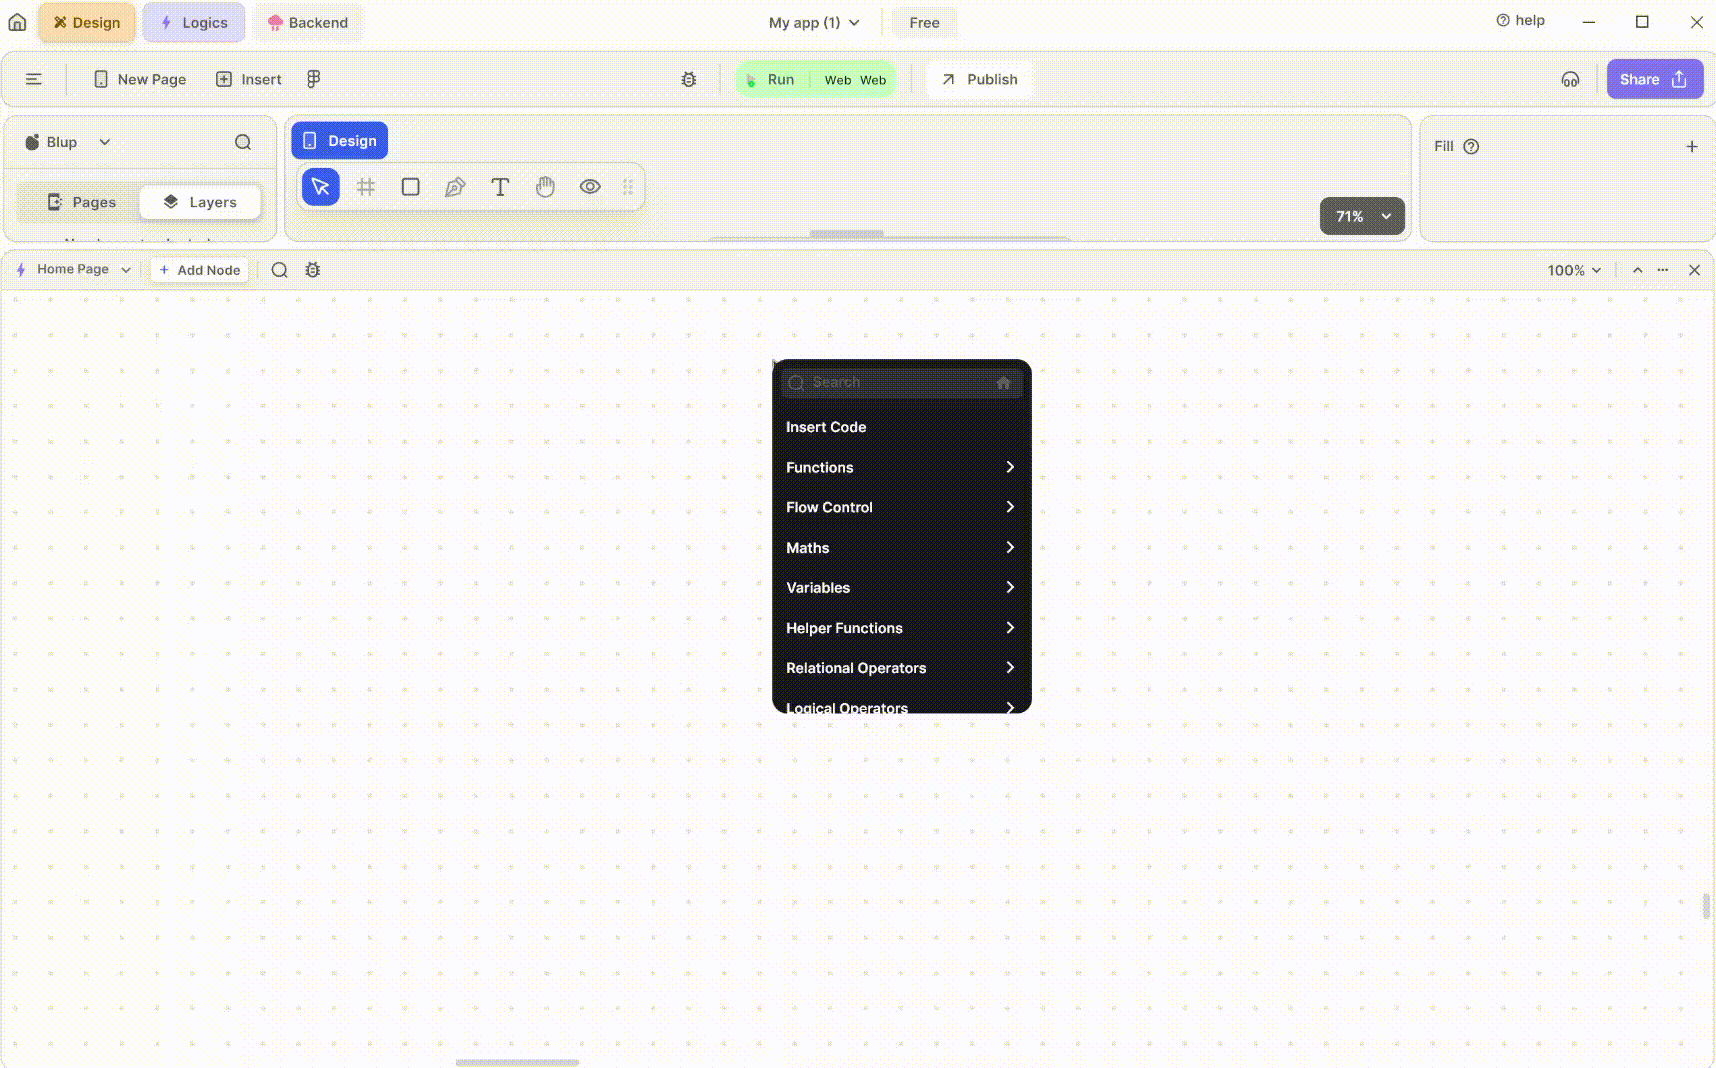 Design
Logics
Backend
My app (1)
Free
help
New Page
Insert
Run
Web Web
Publish
Share
Blup
Design
Fill
Pages
Layers
71%
Home Page
+ Add Node
100%
Search
Insert Code
Functions
Flow Control
Maths
Variables
Helper Functions
Relational Operators
Logical Operators